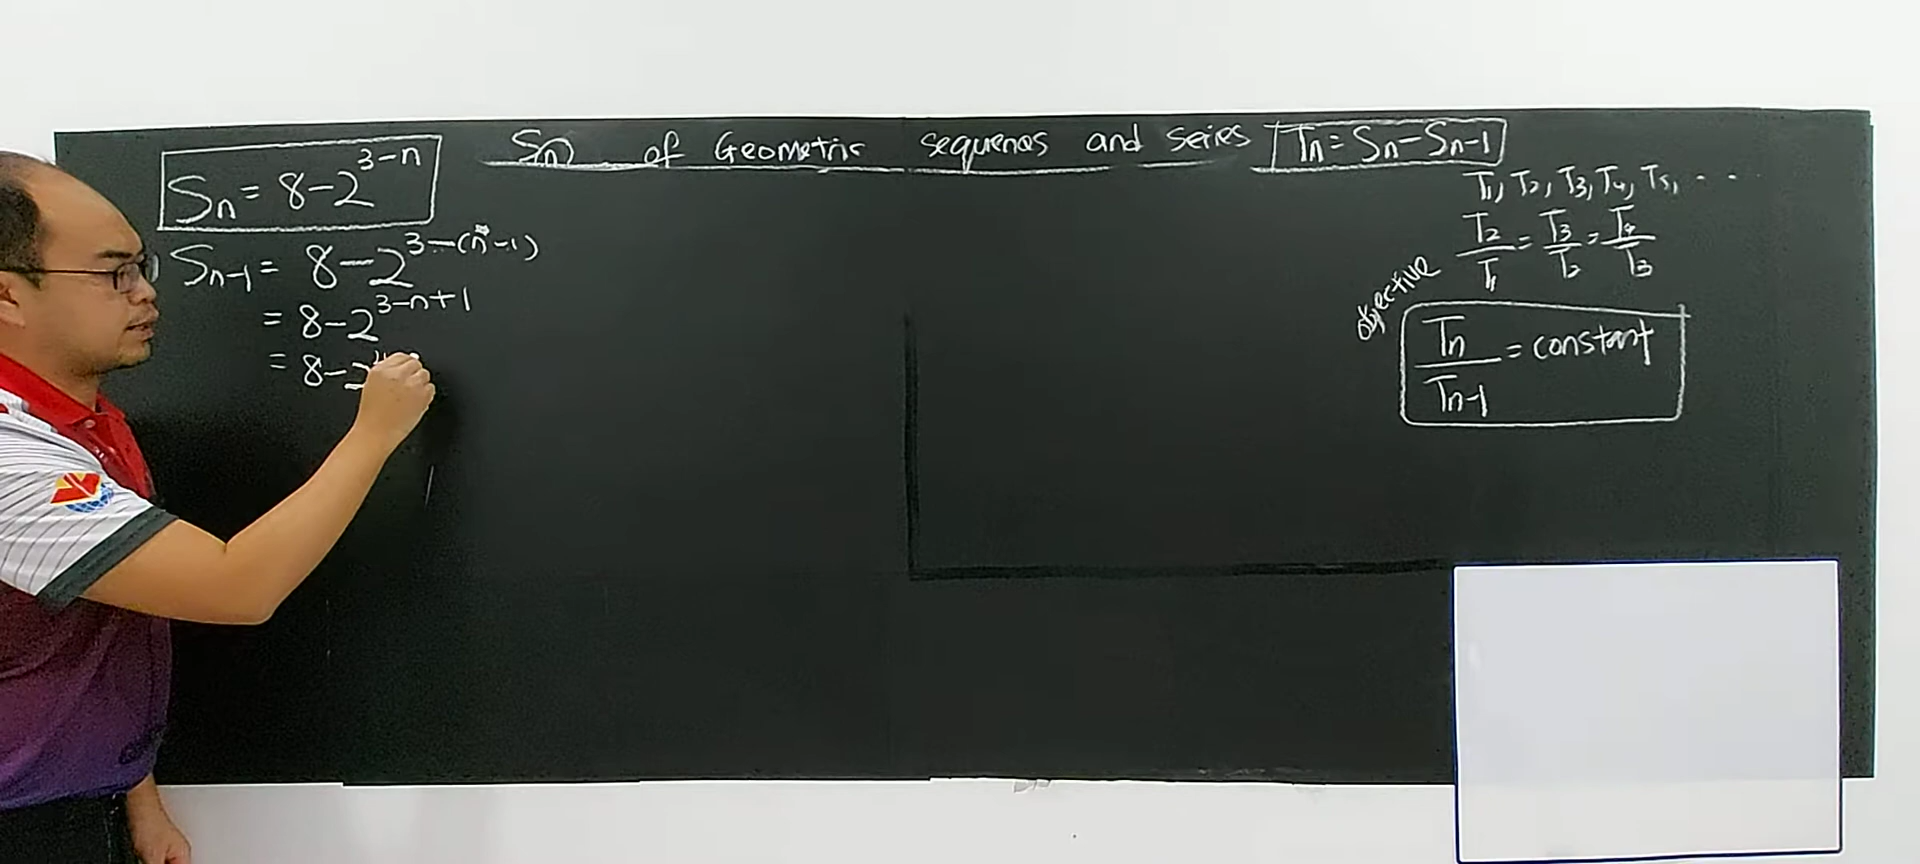 Sn of Geometric sequences and series Tn = Sn - Sn-1
Sn = 8 - 2^{3-n}
Sn-1 = 8 - 2^{3-(n-1)}
= 8 - 2^{3-n+1}
= 8 - 2
T1, T2, T3, T4, T5, ...
T2/T1 = T3/T2 = T4/T3
objective
Tn/Tn-1 = constant